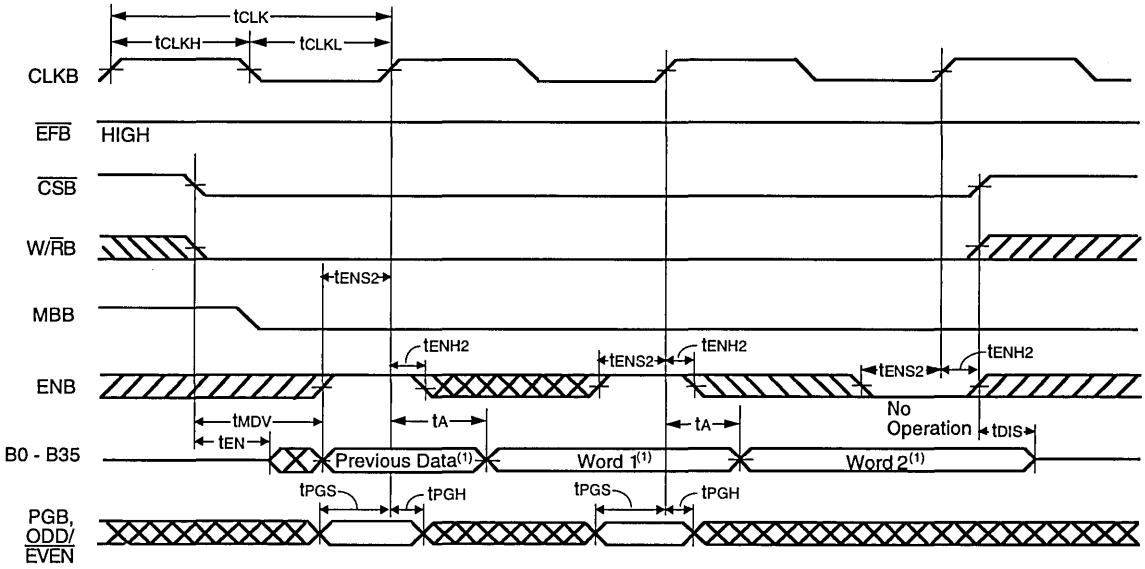 tCLK
tCLKH
tCLKL
CLKB
EFB
HIGH
CSB
W/RB
tENS2
MBB
tENH2
tENS2
tENH2
tENS2
tENH2
ENB
tMDV
tA
tA
No
Operation
tEN
tDIS
B0 - B35
Previous Data(1)
Word 1(1)
Word 2(1)
tPGS
tPGH
tPGS
tPGH
PGB,
ODD/
EVEN